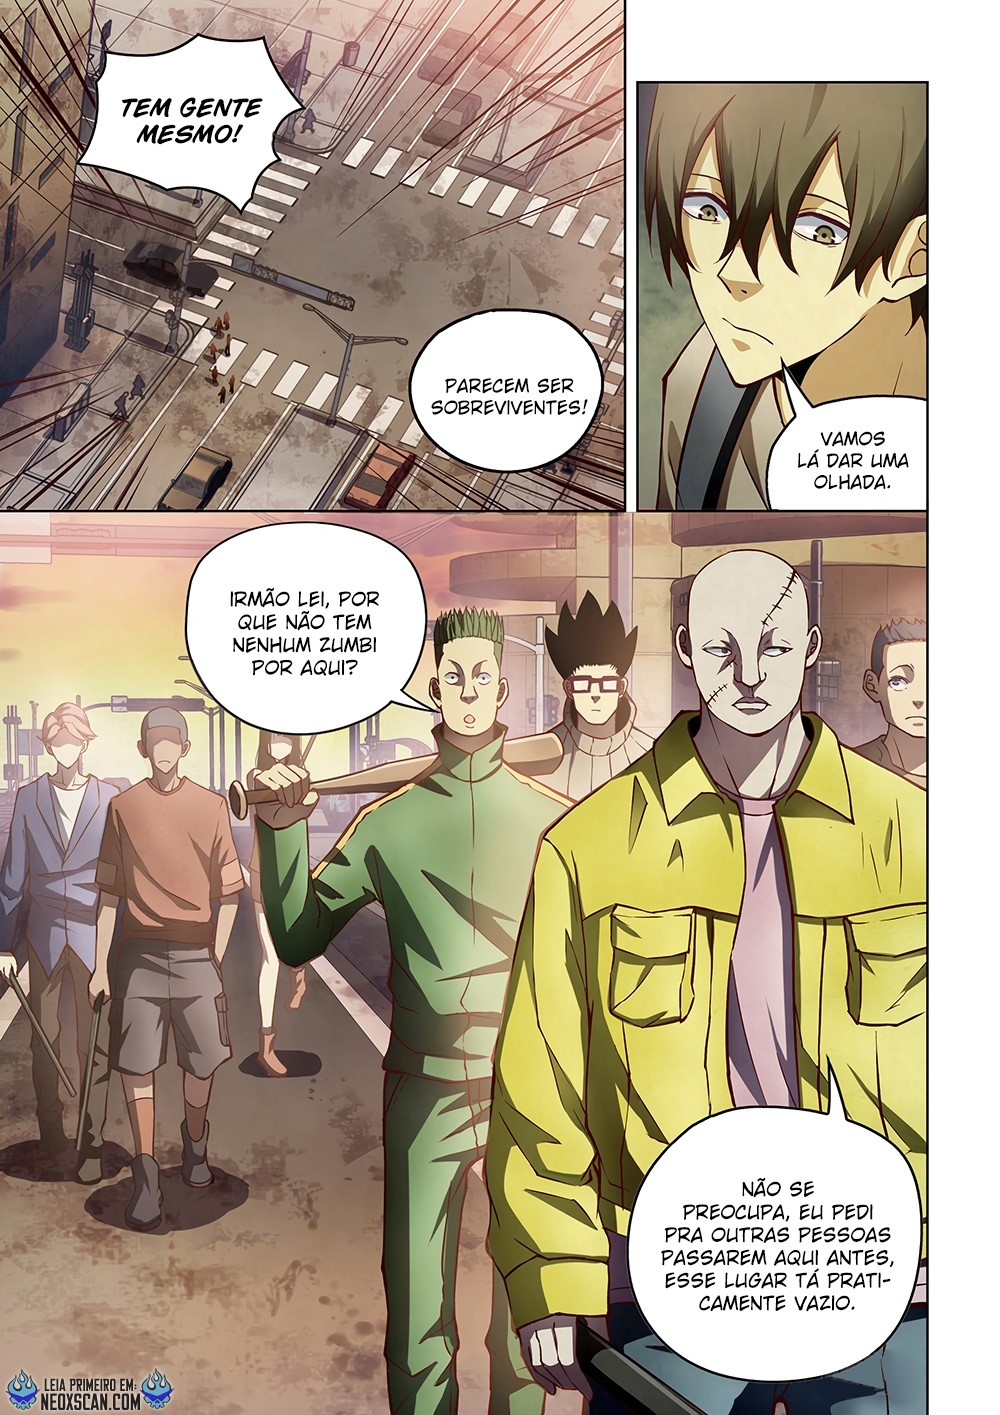 TEM GENTE
MESMO!
PARECEM SER
SOBREVIVENTES!
VAMOS
LÁ DAR UMA
OLHADA.
IRMÃO LEI, POR
QUE NÃO TEM
NENHUM ZUMBI
POR AQUI?
NÃO SE
PREOCUPA, EU PEDI
PRA OUTRAS PESSOAS
PASSAREM AQUI ANTES,
ESSE LUGAR TÁ PRATI-
CAMENTE VAZIO.
LEIA PRIMEIRO EM:
NEOXSCAN.COM